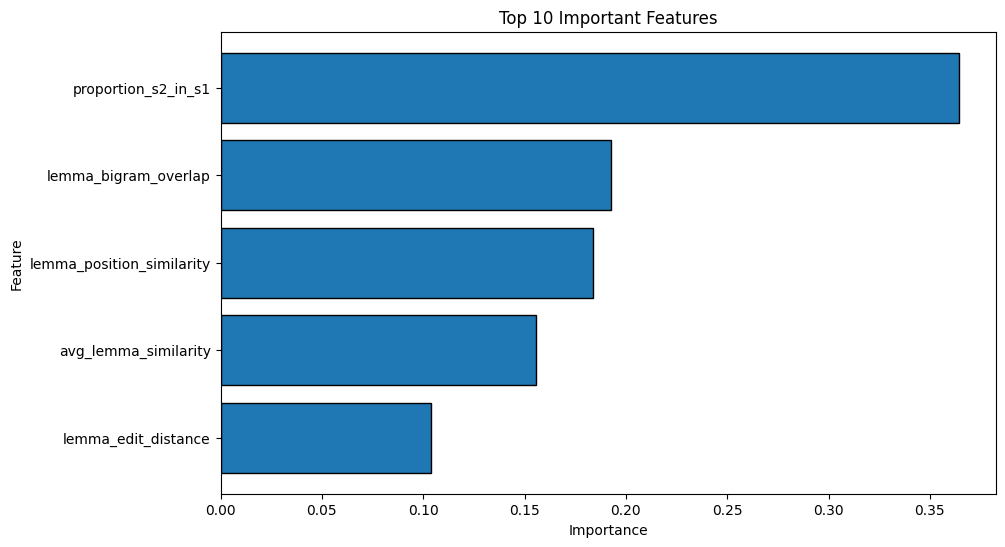 Top 10 Important Features
Feature
proportion_s2_in_s1
lemma_bigram_overlap
lemma_position_similarity
avg_lemma_similarity
lemma_edit_distance
0.00 0.05 0.10 0.15 0.20 0.25 0.30 0.35
Importance